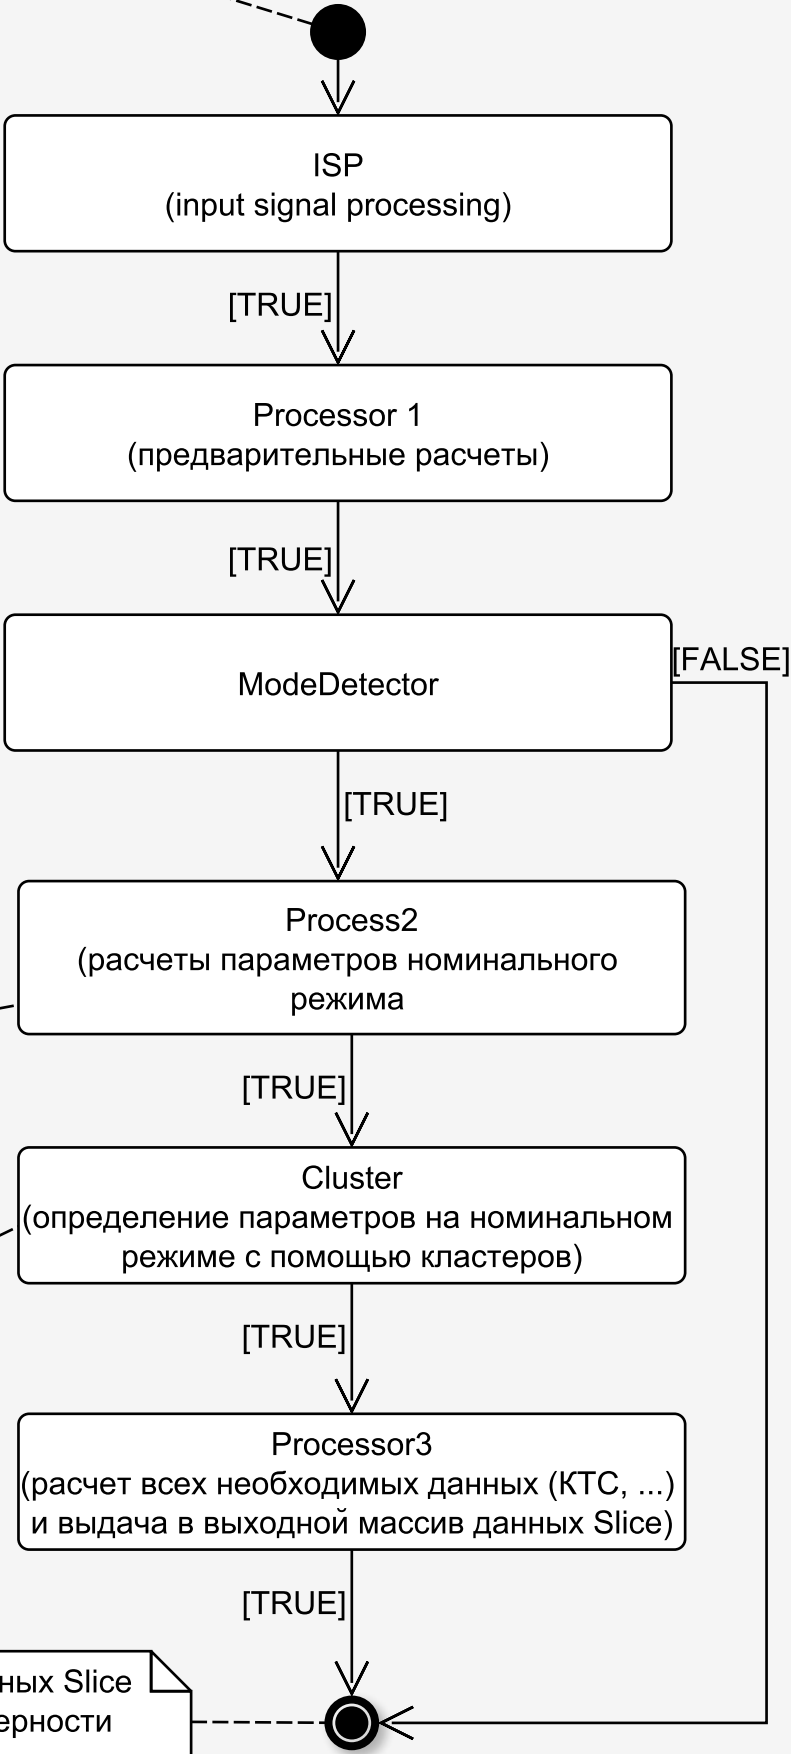 ISP
(input signal processing)
[TRUE]
Processor 1
(предварительные расчеты)
[TRUE]
ModeDetector
[FALSE]
[TRUE]
Process2
(расчеты параметров номинального
режима
[TRUE]
Cluster
(определение параметров на номинальном
режиме с помощью кластеров)
[TRUE]
Processor3
(расчет всех необходимых данных (КТС, ...)
и выдача в выходной массив данных Slice)
[TRUE]
Slice